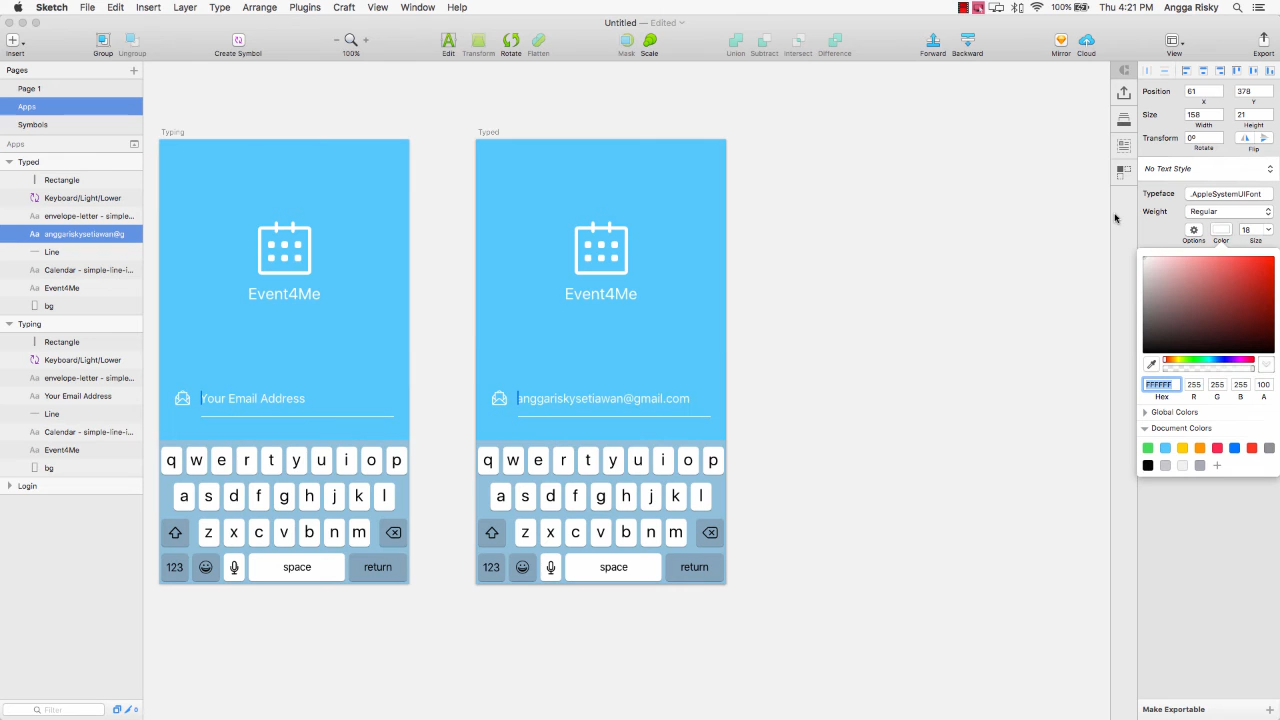 Sketch File Edit Insert Layer Type Arrange Plugins Craft View Window Help 100% Thu 4:21 PM Angga Risky
Untitled — Edited
Insert Group Ungroup Create Symbol 100% Edit Transform Rotate Flatten Mask Scale Union Subtract Intersect Difference Forward Backward Mirror Cloud View Export
Pages
Page 1
Apps
Symbols
Apps
Typed
Rectangle
Keyboard/Light/Lower
envelope-letter - simple...
anggariskysetiawan@g
Line
Calendar - simple-line-i...
Event4Me
bg
Typing
Rectangle
Keyboard/Light/Lower
envelope-letter - simple...
Your Email Address
Line
Calendar - simple-line-i...
Event4Me
bg
Login
Filter
0
Typing
Event4Me
Your Email Address
q w e r t y u i o p
a s d f g h j k l
z x c v b n m
123 space return
Typed
Event4Me
anggariskysetiawan@gmail.com
q w e r t y u i o p
a s d f g h j k l
z x c v b n m
123 space return
Position 61 378
X Y
Size 158 21
Width Height
Transform 0º
Rotate Flip
No Text Style
Typeface .AppleSystemUIFont
Weight Regular
18
Options Color Size
FFFFFF 255 255 255 100
Hex R G B A
Global Colors
Document Colors
Make Exportable